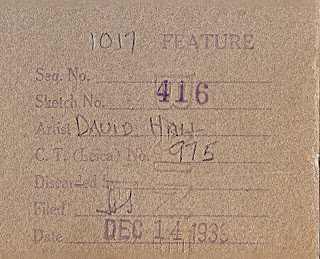 1017 FEATURE
Seq. No.
Sketch No. 416
Artist DAVID HALL
C. T. (Leica) No. 975
Discarded by
Filed
Date DEC 14 1938